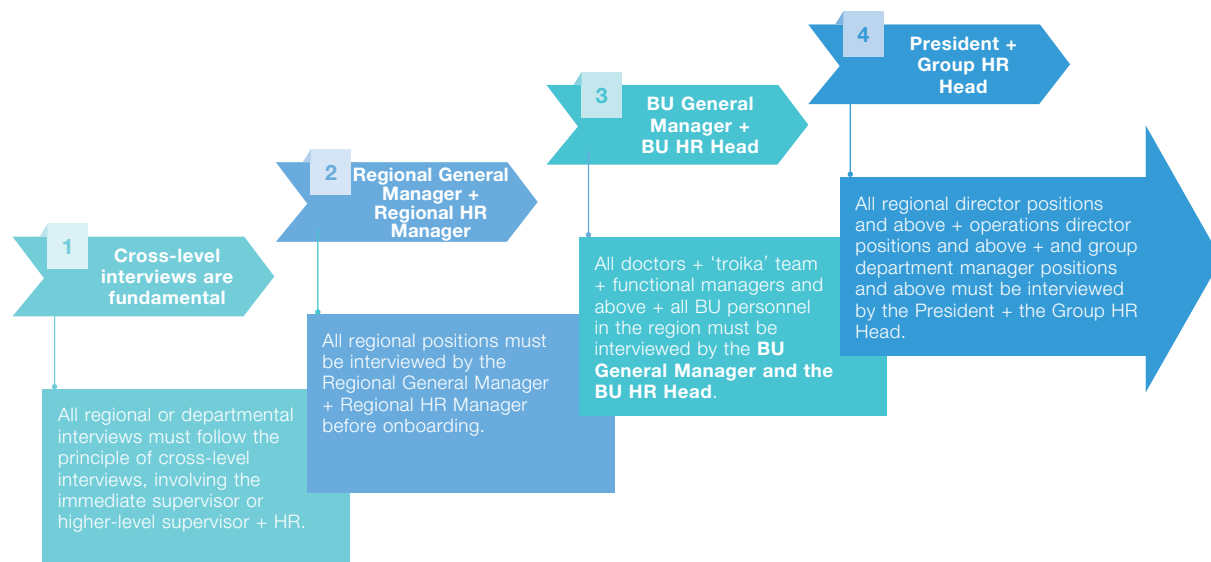 1
Cross-level
interviews are
fundamental
All regional or departmental
interviews must follow the
principle of cross-level
interviews, involving the
immediate supervisor or
higher-level supervisor + HR.
2
Regional General
Manager +
Regional HR
Manager
All regional positions must
be interviewed by the
Regional General Manager
+ Regional HR Manager
before onboarding.
3
BU General
Manager +
BU HR Head
All doctors + ‘troika’ team
+ functional managers and
above + all BU personnel
in the region must be
interviewed by the BU
General Manager and the
BU HR Head.
4
President +
Group HR
Head
All regional director positions
and above + operations director
positions and above + and group
department manager positions
and above must be interviewed
by the President + the Group HR
Head.